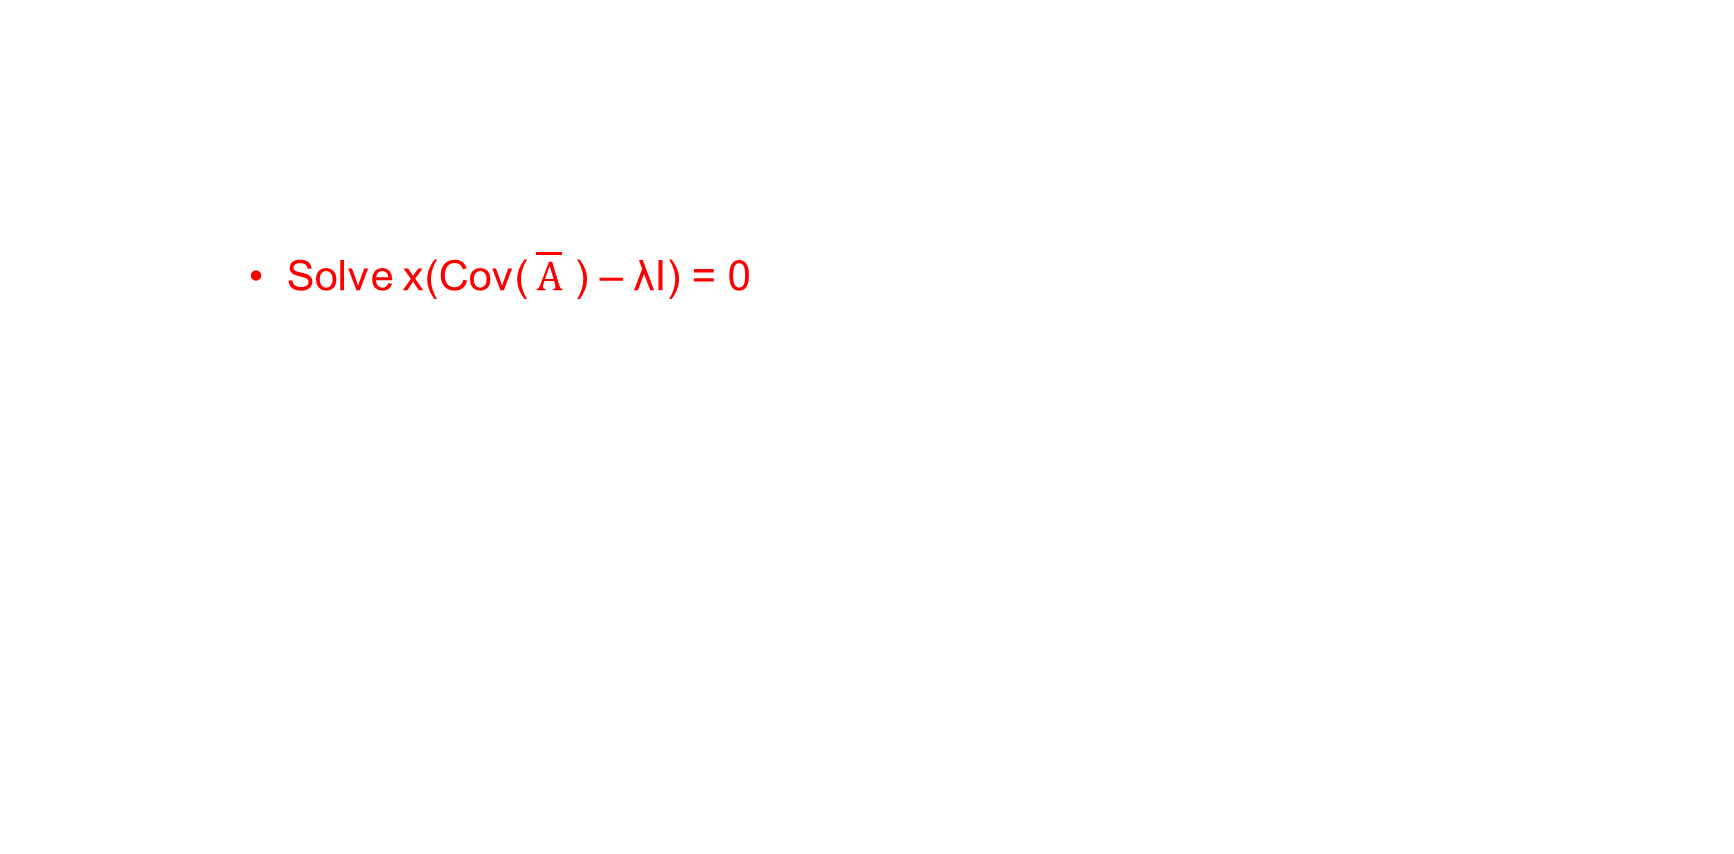 • Solve x(Cov( A̅ ) – λI) = 0